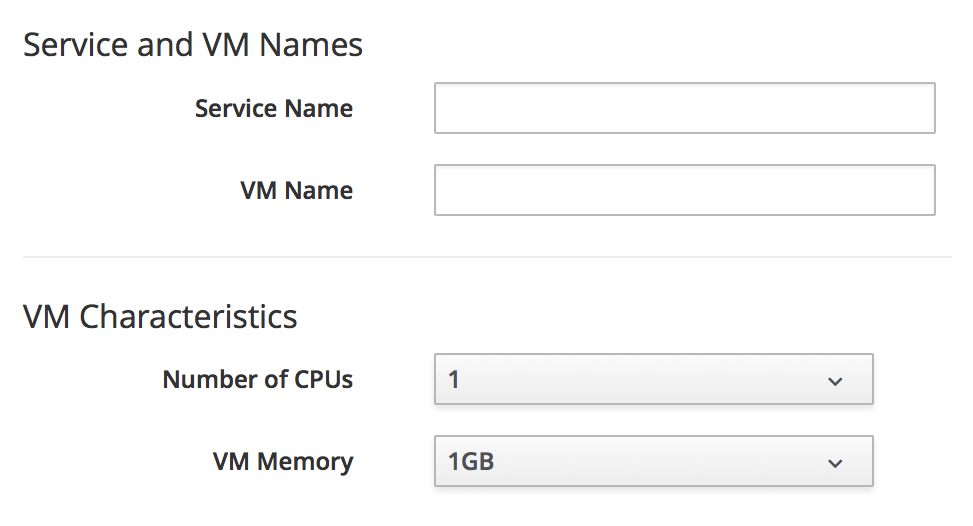 Service and VM Names
Service Name
VM Name
VM Characteristics
Number of CPUs 1
VM Memory 1GB